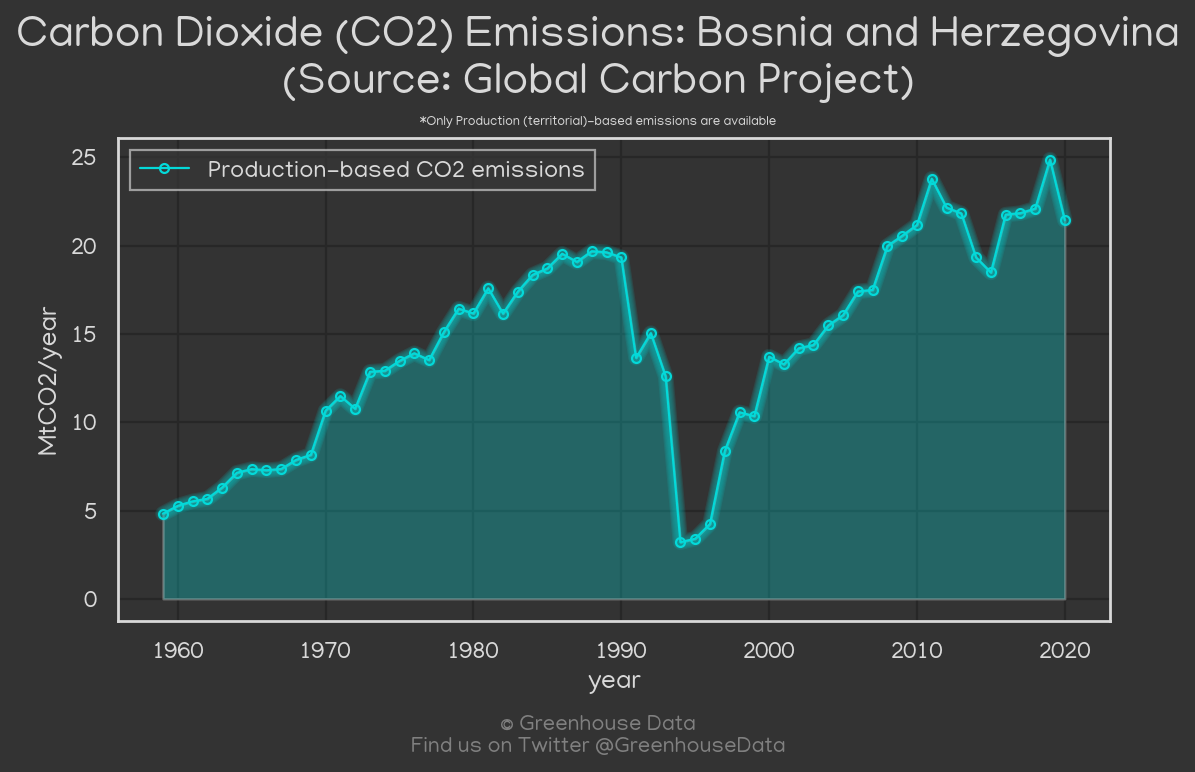 Carbon Dioxide (CO2) Emissions: Bosnia and Herzegovina
(Source: Global Carbon Project)
*Only Production (territorial)-based emissions are available
Production-based CO2 emissions
25
20
15
10
5
0
MtCO2/year
1960 1970 1980 1990 2000 2010 2020
year
© Greenhouse Data
Find us on Twitter @GreenhouseData